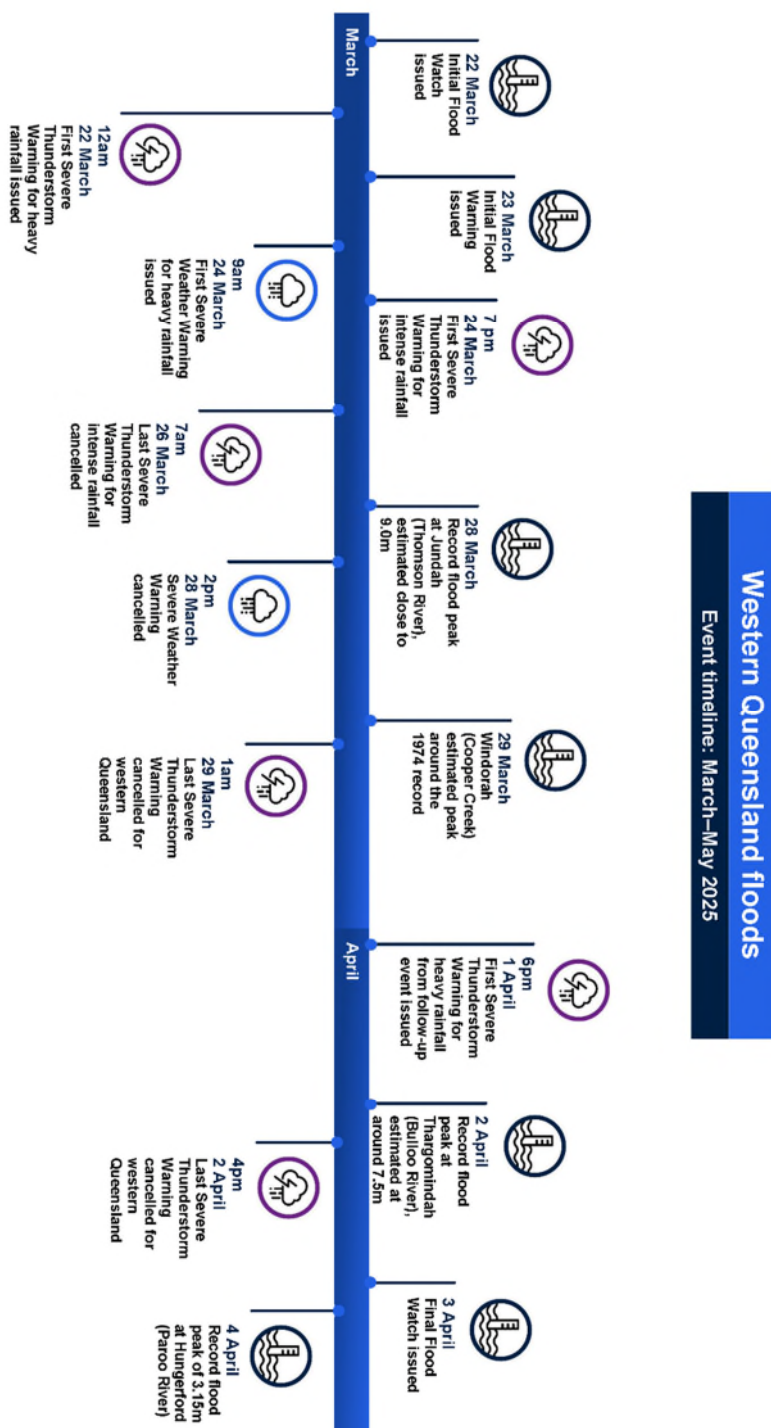 Western Queensland floods
Event timeline: March–May 2025
22 March
Initial Flood
Watch
issued
23 March
Initial Flood
Warning
issued
7 pm
24 March
First Severe
Thunderstorm
Warning for
intense rainfall
issued
28 March
Record flood peak
at Jundah
(Thomson River),
estimated close to
9.0m
29 March
Windorah
(Cooper Creek)
estimated peak
around the
1974 record
6pm
1 April
First Severe
Thunderstorm
Warning for
heavy rainfall
from follow-up
event issued
2 April
Record flood
peak at
Thargomindah
(Bulloo River),
estimated at
around 7.5m
3 April
Final Flood
Watch issued
March
April
12am
22 March
First Severe
Thunderstorm
Warning for heavy
rainfall issued
9am
24 March
First Severe
Weather Warning
for heavy rainfall
issued
7am
26 March
Last Severe
Thunderstorm
Warning for
intense rainfall
cancelled
2pm
28 March
Severe Weather
Warning
cancelled
1am
29 March
Last Severe
Thunderstorm
Warning
cancelled for
western
Queensland
4pm
2 April
Last Severe
Thunderstorm
Warning
cancelled for
western
Queensland
4 April
Record flood
peak of 3.15m
at Hungerford
(Paroo River)